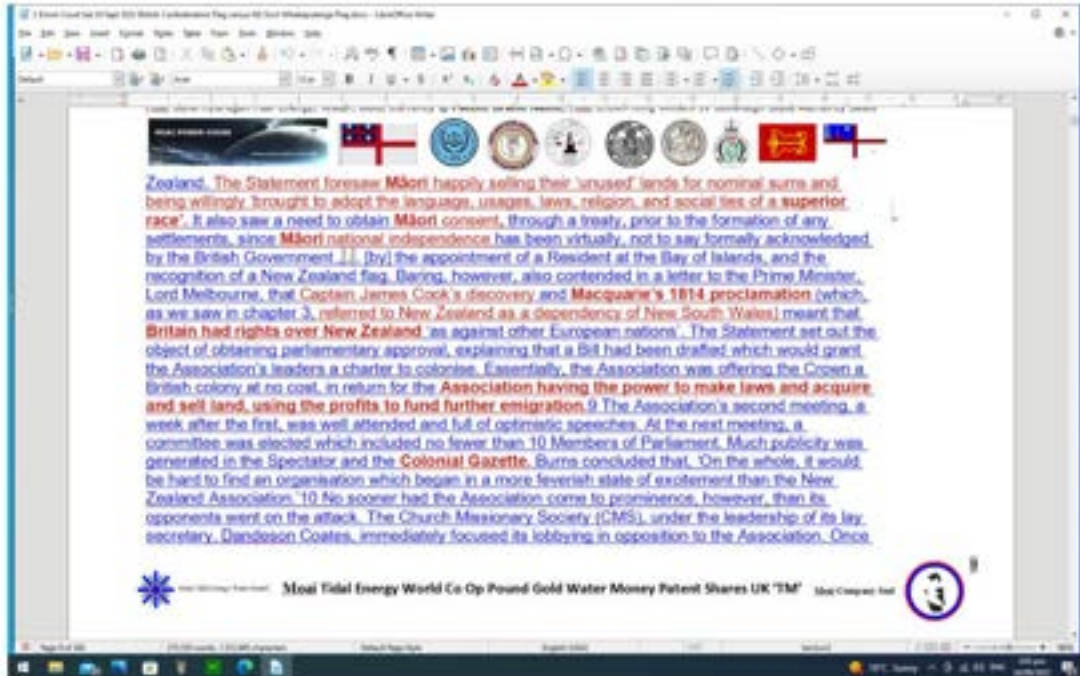 File Edit View Insert Format Styles Table Form Tools Window Help
MOAI POWER
Zealand. The Statement foresaw Māori happily selling their 'unused' lands for nominal sums and
being willingly 'brought to adopt the language, usages, laws, religion, and social ties of a superior
race'. It also saw a need to obtain Māori consent, through a treaty, prior to the formation of any
settlements, since Māori national independence has been virtually, not to say formally acknowledged
by the British Government [by] the appointment of a Resident at the Bay of Islands, and the
recognition of a New Zealand flag. Baring, however, also contended in a letter to the Prime Minister,
Lord Melbourne, that Captain James Cook's discovery and Macquarie's 1814 proclamation (which,
as we saw in chapter 3, referred to New Zealand as a dependency of New South Wales) meant that
Britain had rights over New Zealand 'as against other European nations'. The Statement set out the
object of obtaining parliamentary approval, explaining that a Bill had been drafted which would grant
the Association's leaders a charter to colonise. Essentially, the Association was offering the Crown a
British colony at no cost, in return for the Association having the power to make laws and acquire
and sell land, using the profits to fund further emigration.9 The Association's second meeting, a
week after the first, was well attended and full of optimistic speeches. At the next meeting, a
committee was elected which included no fewer than 10 Members of Parliament. Much publicity was
generated in the Spectator and the Colonial Gazette. Burns concluded that, 'On the whole, it would
be hard to find an organisation which began in a more feverish state of excitement than the New
Zealand Association.'10 No sooner had the Association come to prominence, however, than its
opponents went on the attack. The Church Missionary Society (CMS), under the leadership of its lay
secretary, Dandeson Coates, immediately focused its lobbying in opposition to the Association. Once
Moai Tidal Energy World Co Op Pound Gold Water Money Patent Shares UK 'TM' Moai Company Seal